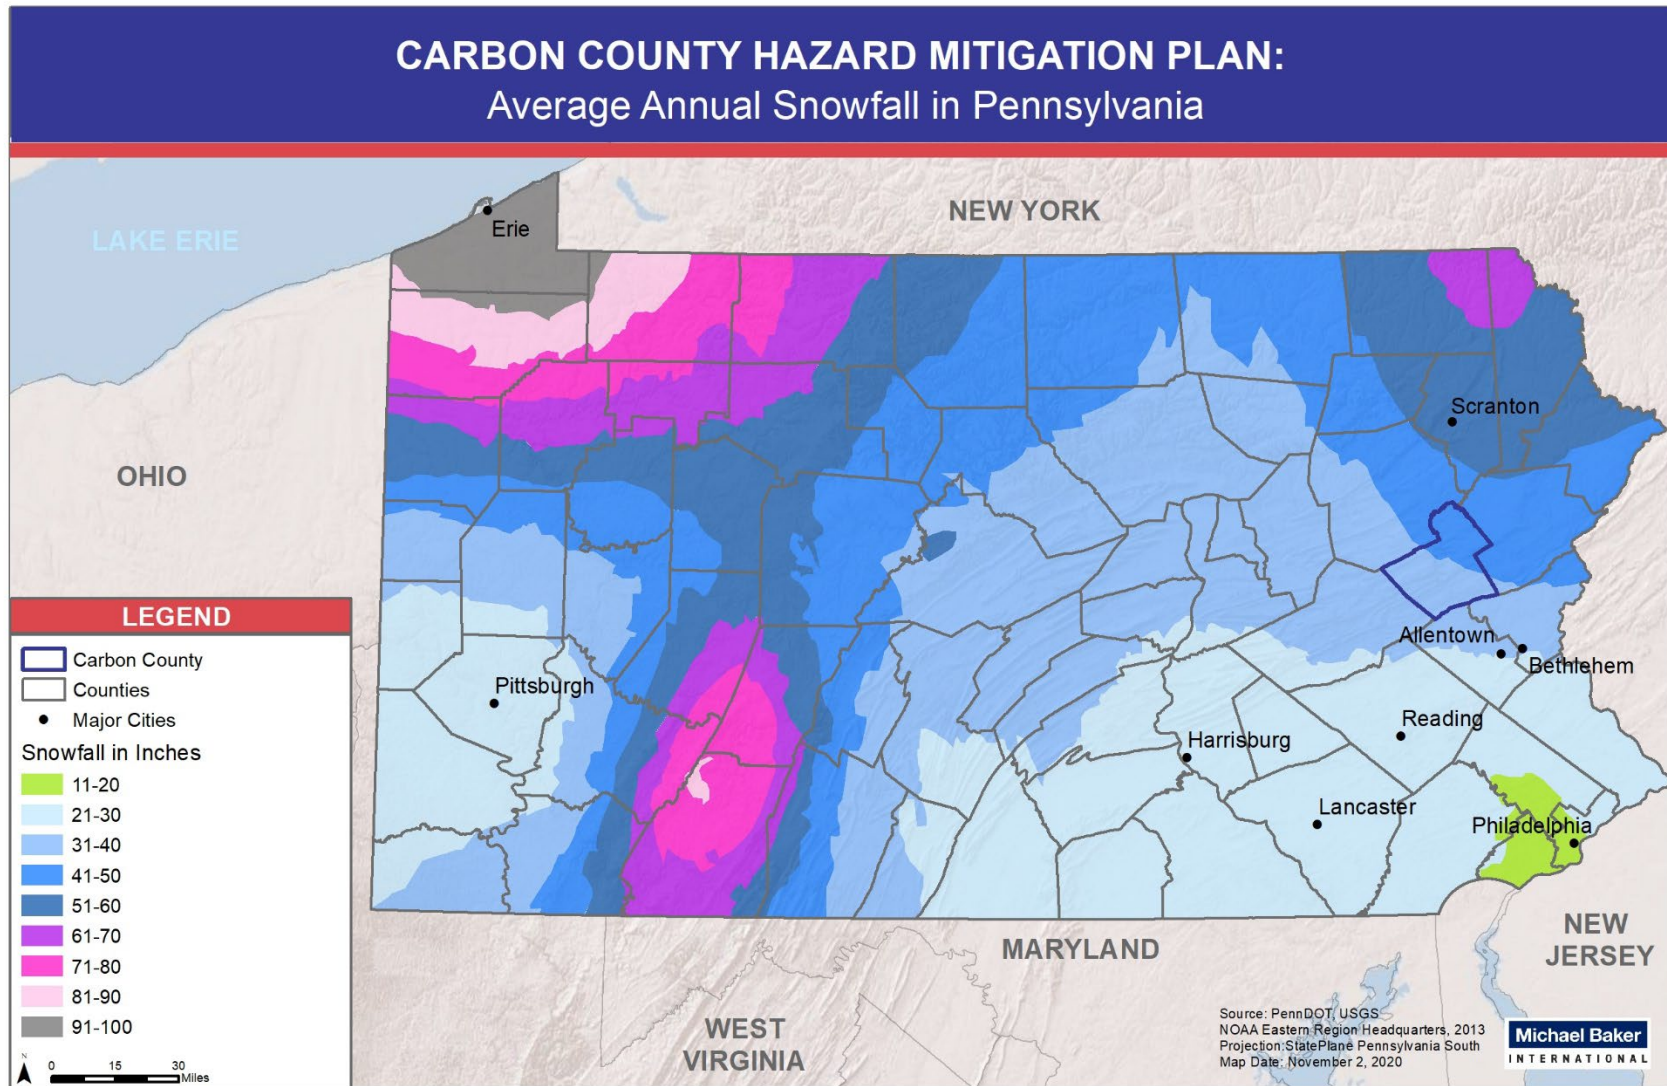 CARBON COUNTY HAZARD MITIGATION PLAN:
Average Annual Snowfall in Pennsylvania
LAKE ERIE
Erie
NEW YORK
OHIO
Scranton
Allentown
Bethlehem
Pittsburgh
Reading
Harrisburg
Lancaster
Philadelphia
MARYLAND
NEW
JERSEY
WEST
VIRGINIA
LEGEND
Carbon County
Counties
Major Cities
Snowfall in Inches
11-20
21-30
31-40
41-50
51-60
61-70
71-80
81-90
91-100
N
0 15 30
Miles
Source: PennDOT, USGS
NOAA Eastern Region Headquarters, 2013
Projection:StatePlane Pennsylvania South
Map Date: November 2, 2020
Michael Baker
INTERNATIONAL